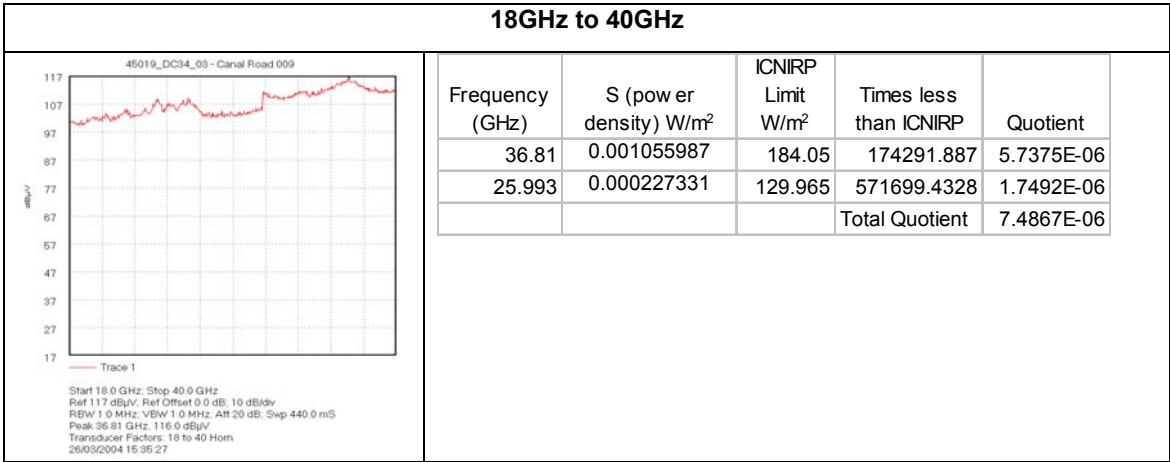 18GHz to 40GHz
45019_DC34_03 - Canal Road 009
117
107
97
87
77
67
57
47
37
27
17
dBµV
Trace 1
Start 18.0 GHz; Stop 40.0 GHz
Ref 117 dBµV; Ref Offset 0.0 dB; 10 dB/div
RBW 1.0 MHz; VBW 1.0 MHz; Att 20 dB; Swp 440.0 mS
Peak 36.81 GHz, 116.0 dBµV
Transducer Factors: 18 to 40 Horn
26/03/2004 15:35:27
Frequency (GHz) S (pow er density) W/m² ICNIRP Limit W/m² Times less than ICNIRP Quotient
36.81 0.001055987 184.05 174291.887 5.7375E-06
25.993 0.000227331 129.965 571699.4328 1.7492E-06
Total Quotient 7.4867E-06